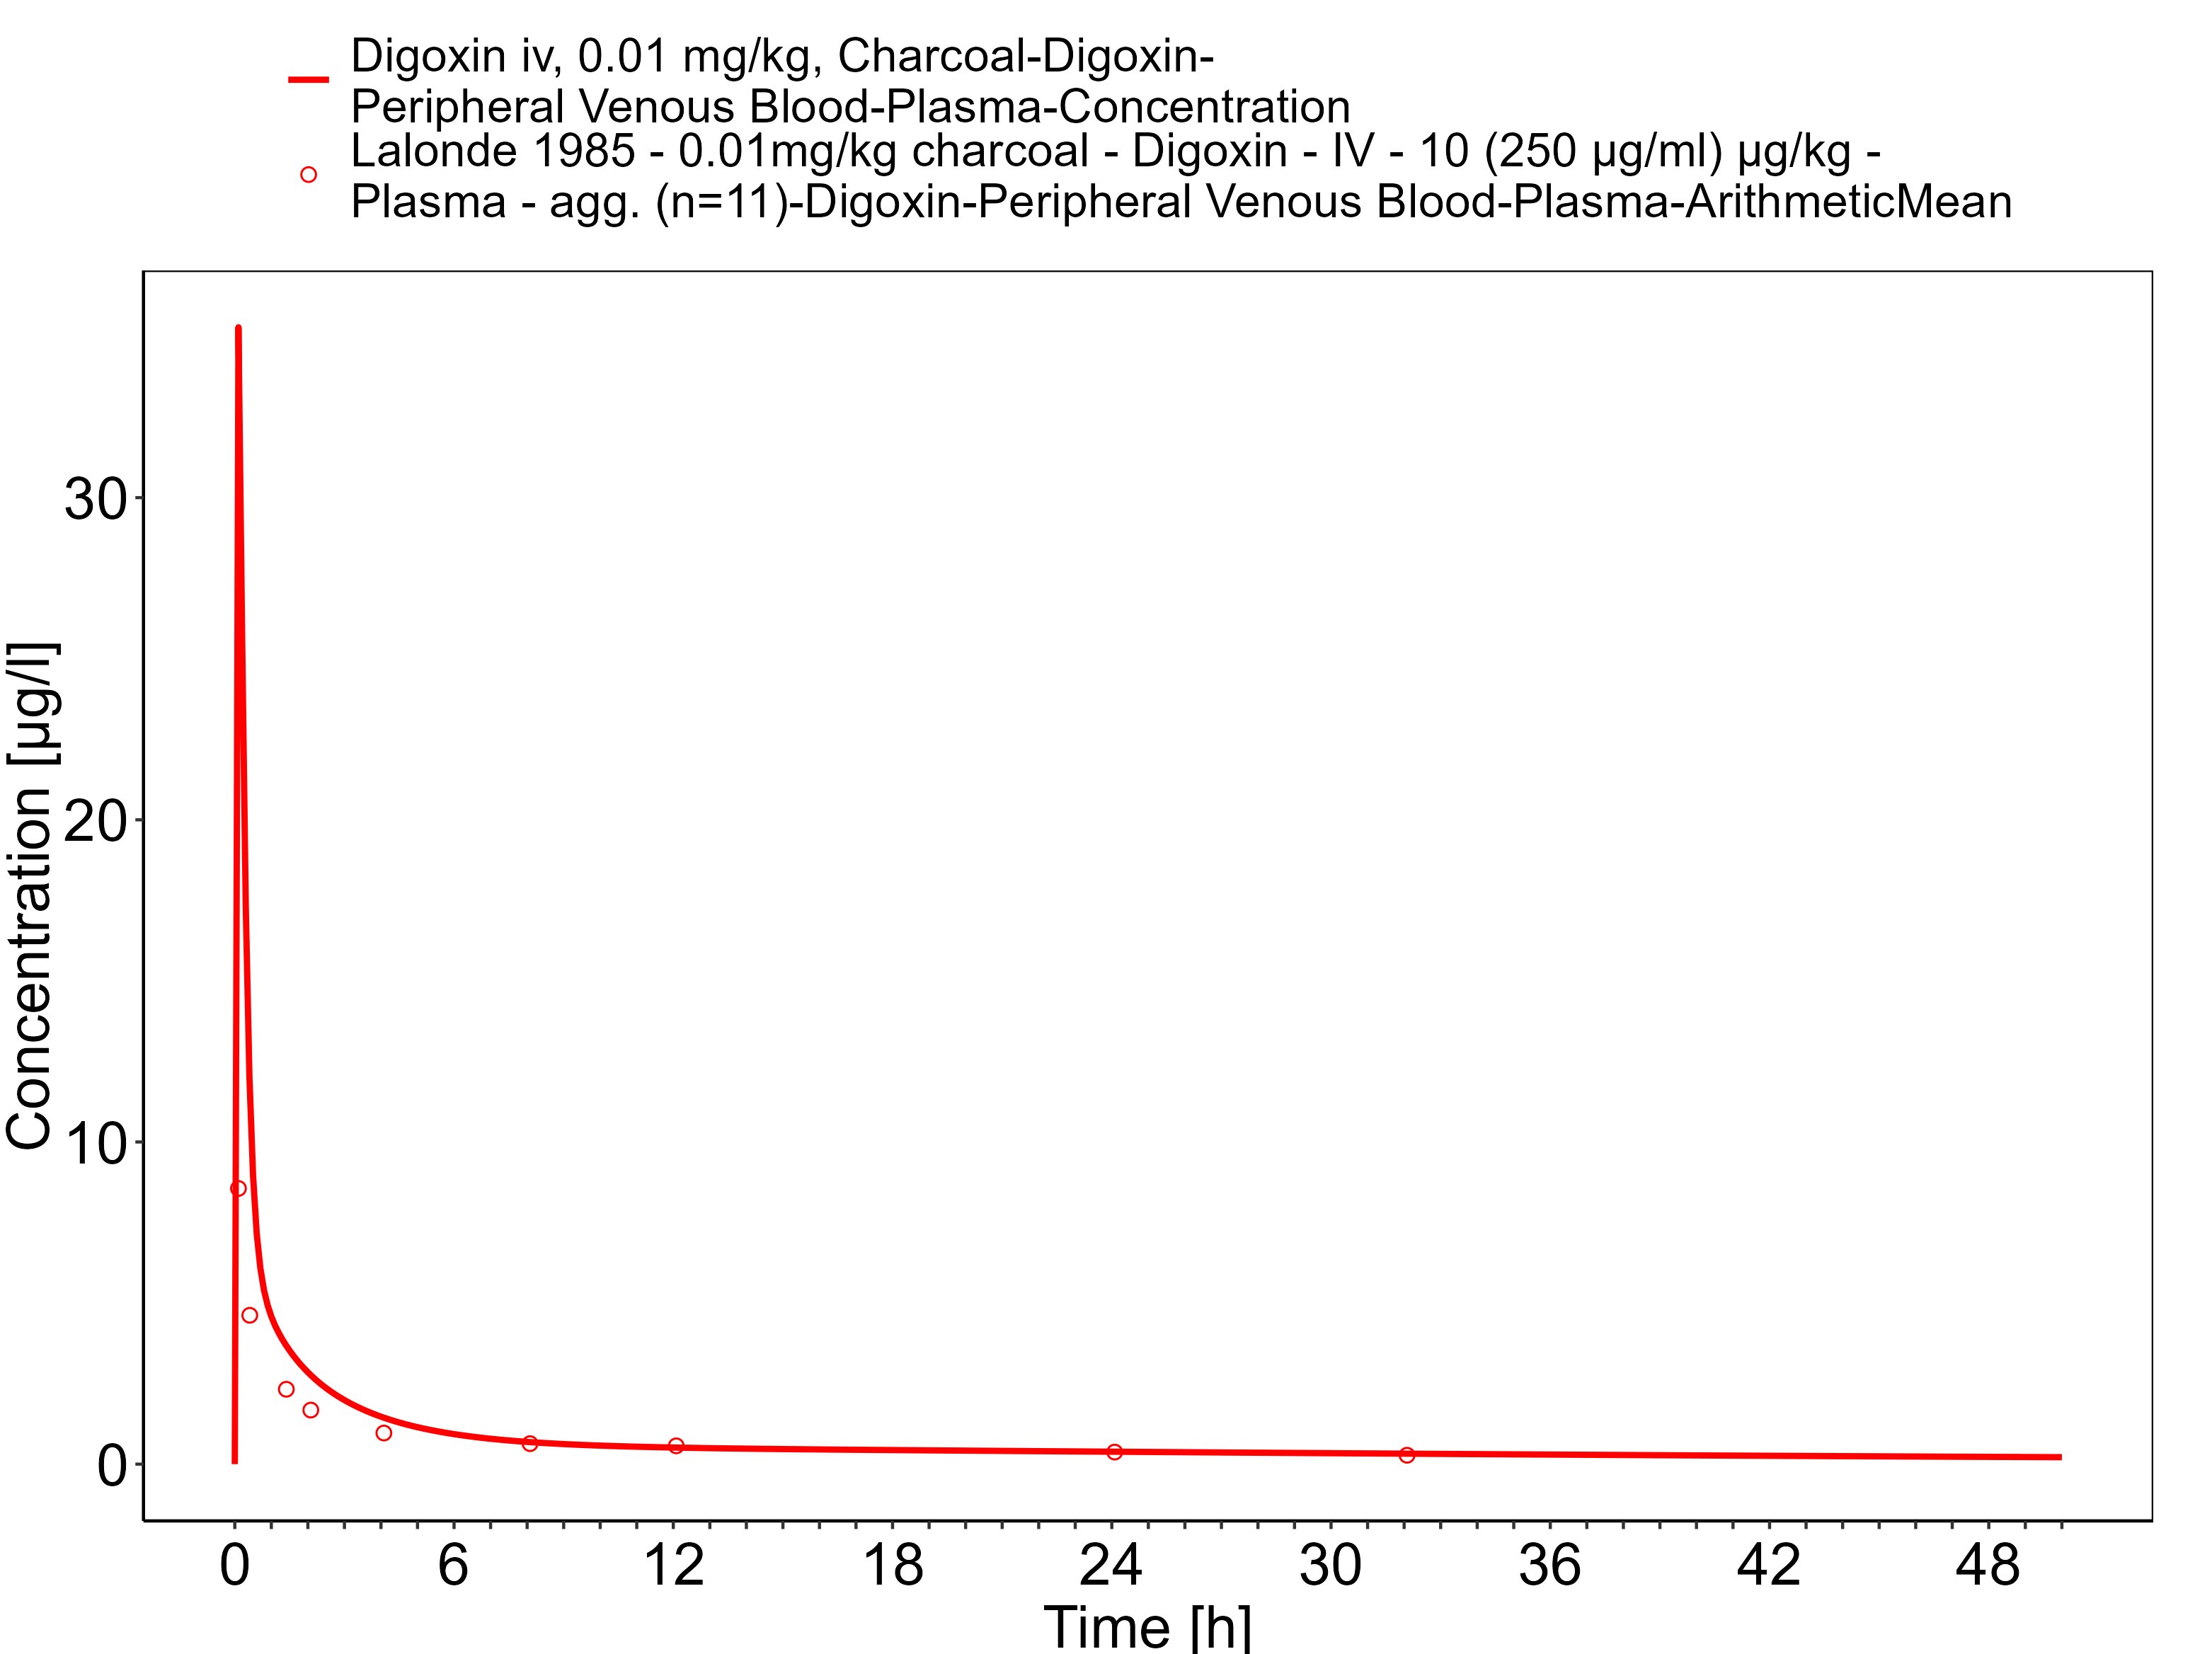 Digoxin iv, 0.01 mg/kg, Charcoal-Digoxin-
Peripheral Venous Blood-Plasma-Concentration
Lalonde 1985 - 0.01mg/kg charcoal - Digoxin - IV - 10 (250 µg/ml) µg/kg -
Plasma - agg. (n=11)-Digoxin-Peripheral Venous Blood-Plasma-ArithmeticMean
Concentration [µg/l]
30
20
10
0
0 6 12 18 24 30 36 42 48
Time [h]